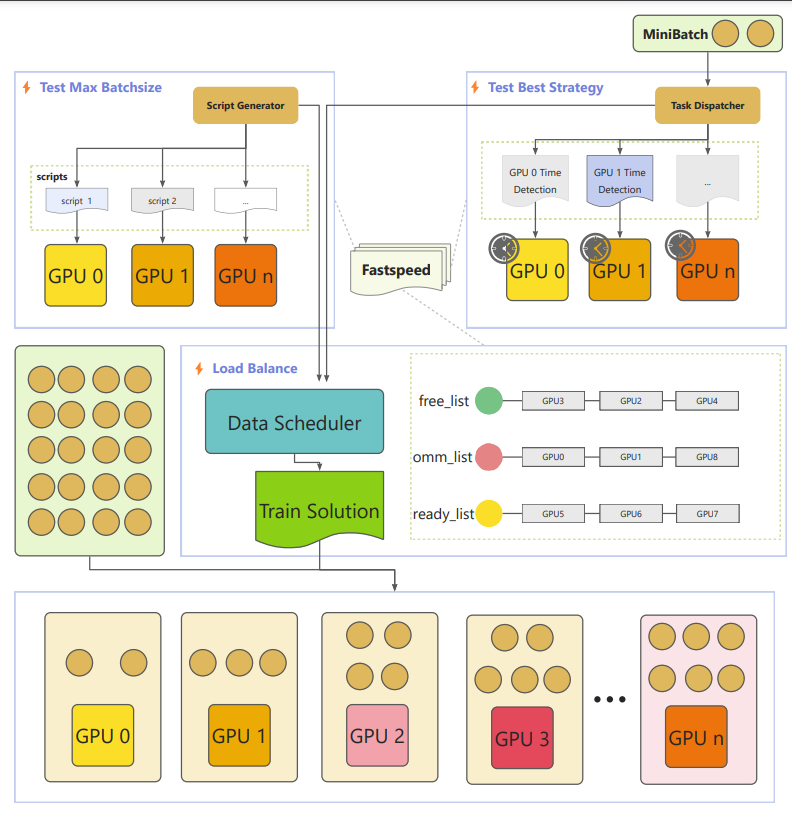 MiniBatch
Test Max Batchsize
Script Generator
scripts
script 1
script 2
...
GPU 0
GPU 1
GPU n
Test Best Strategy
Task Dispatcher
GPU 0 Time
Detection
GPU 1 Time
Detection
...
GPU 0
GPU 1
GPU n
Fastspeed
Load Balance
Data Scheduler
Train Solution
free_list
GPU3
GPU2
GPU4
omm_list
GPU0
GPU1
GPU8
ready_list
GPU5
GPU6
GPU7
GPU 0
GPU 1
GPU 2
GPU 3
...
GPU n